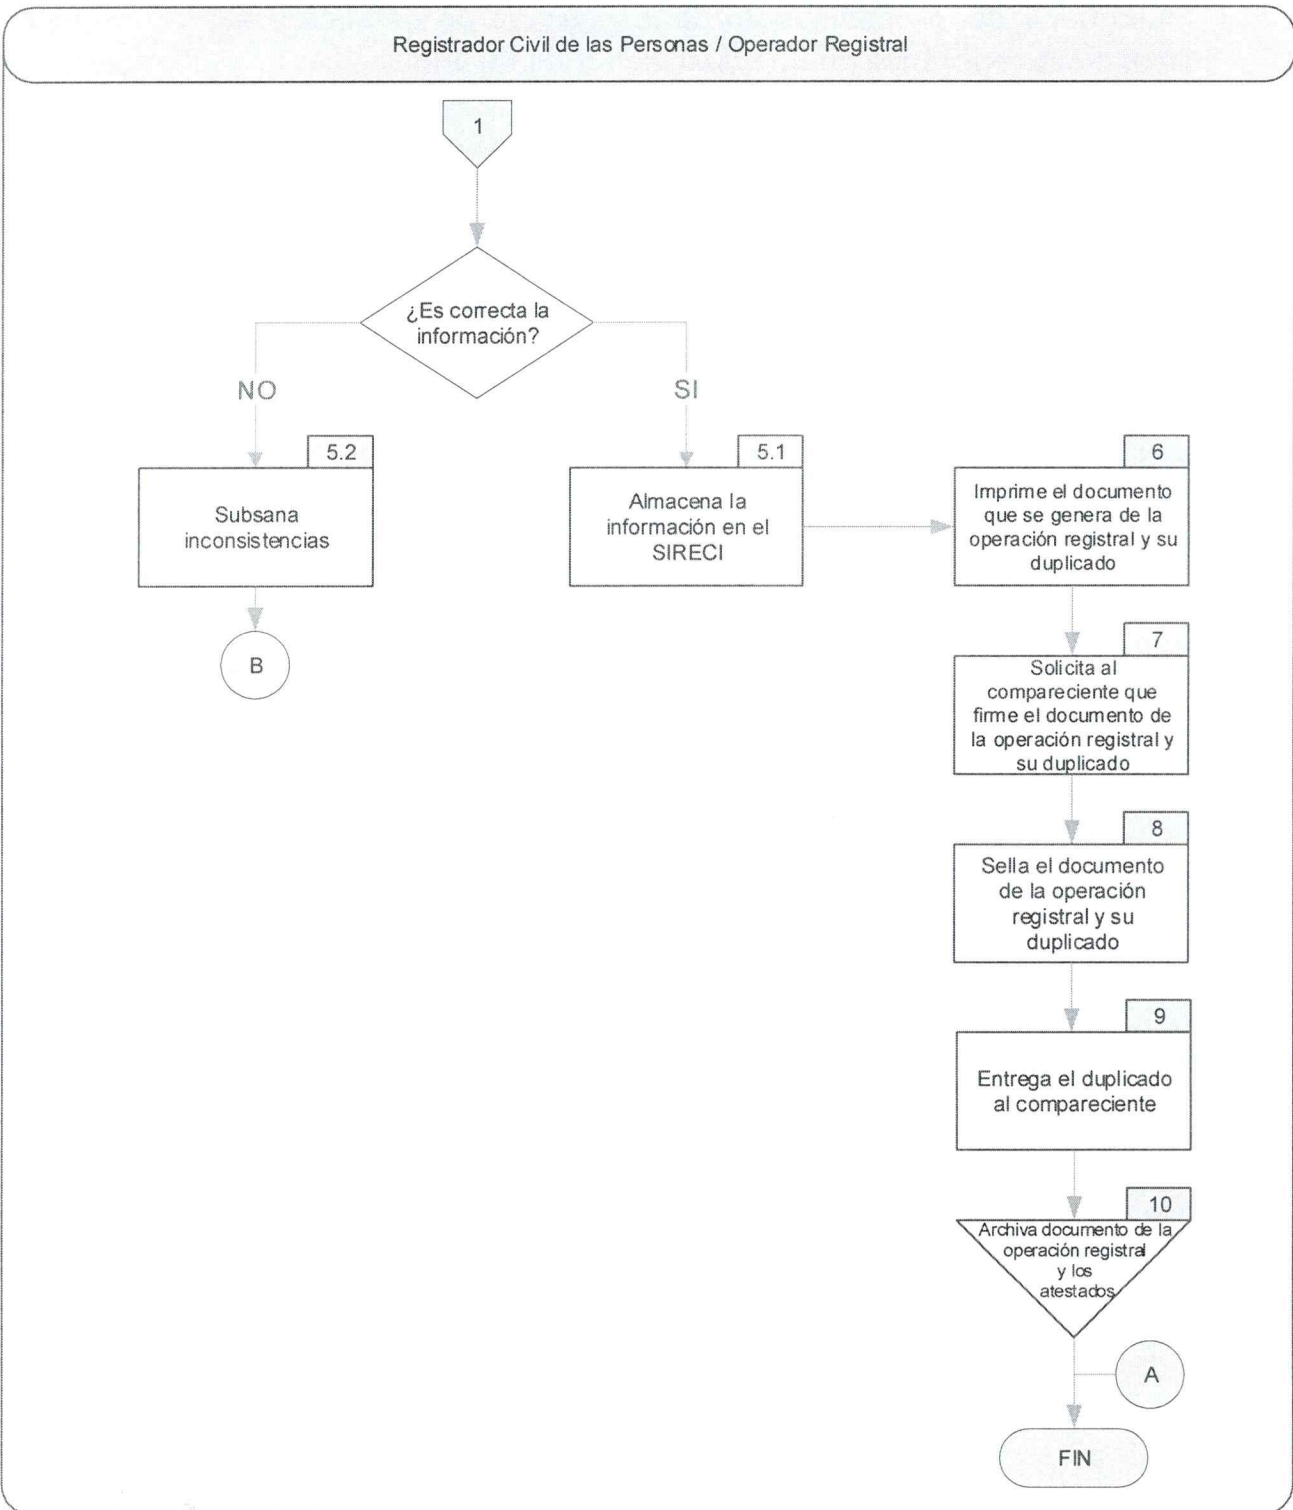 Registrador Civil de las Personas / Operador Registral
1
¿Es correcta la
información?
NO
SI
5.2
Subsana
inconsistencias
B
5.1
Almacena la
información en el
SIRECI
6
Imprime el documento
que se genera de la
operación registral y su
duplicado
7
Solicita al
compareciente que
firme el documento de
la operación registral y
su duplicado
8
Sella el documento
de la operación
registral y su
duplicado
9
Entrega el duplicado
al compareciente
10
Archiva documento de la
operación registral
y los
atestados
A
FIN